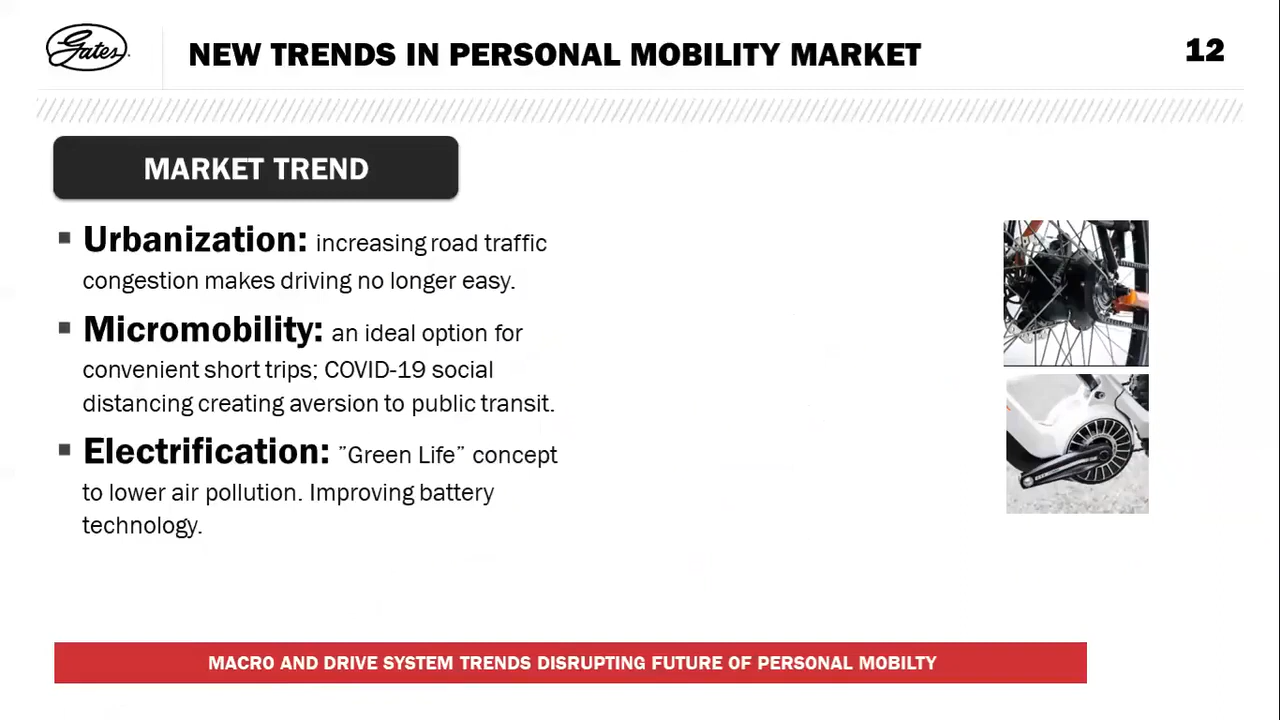 Gates
NEW TRENDS IN PERSONAL MOBILITY MARKET
12
MARKET TREND
▪ Urbanization: increasing road traffic
congestion makes driving no longer easy.
▪ Micromobility: an ideal option for
convenient short trips; COVID-19 social
distancing creating aversion to public transit.
▪ Electrification: ”Green Life” concept
to lower air pollution. Improving battery
technology.
MACRO AND DRIVE SYSTEM TRENDS DISRUPTING FUTURE OF PERSONAL MOBILTY